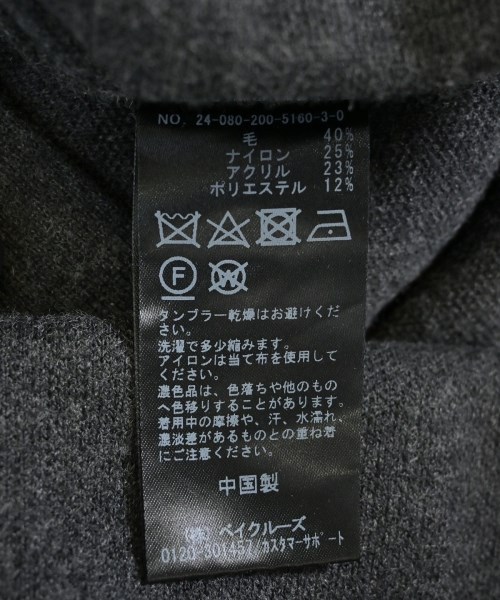 NO. 24-080-200-5160-3-0
毛 40%
ナイロン 25%
アクリル 23%
ポリエステル 12%
F W
タンブラー乾燥はお避けくだ
さい。
洗濯で多少縮みます。
アイロンは当て布を使用して
ください。
濃色品は、色落ちや他のもの
へ色移りすることがあります。
着用中の摩擦や、汗、水濡れ、
濃淡差があるものとの重ね着
にご注意ください。
中国製
(株) ベイクルーズ
0120-301457/カスタマーサポート